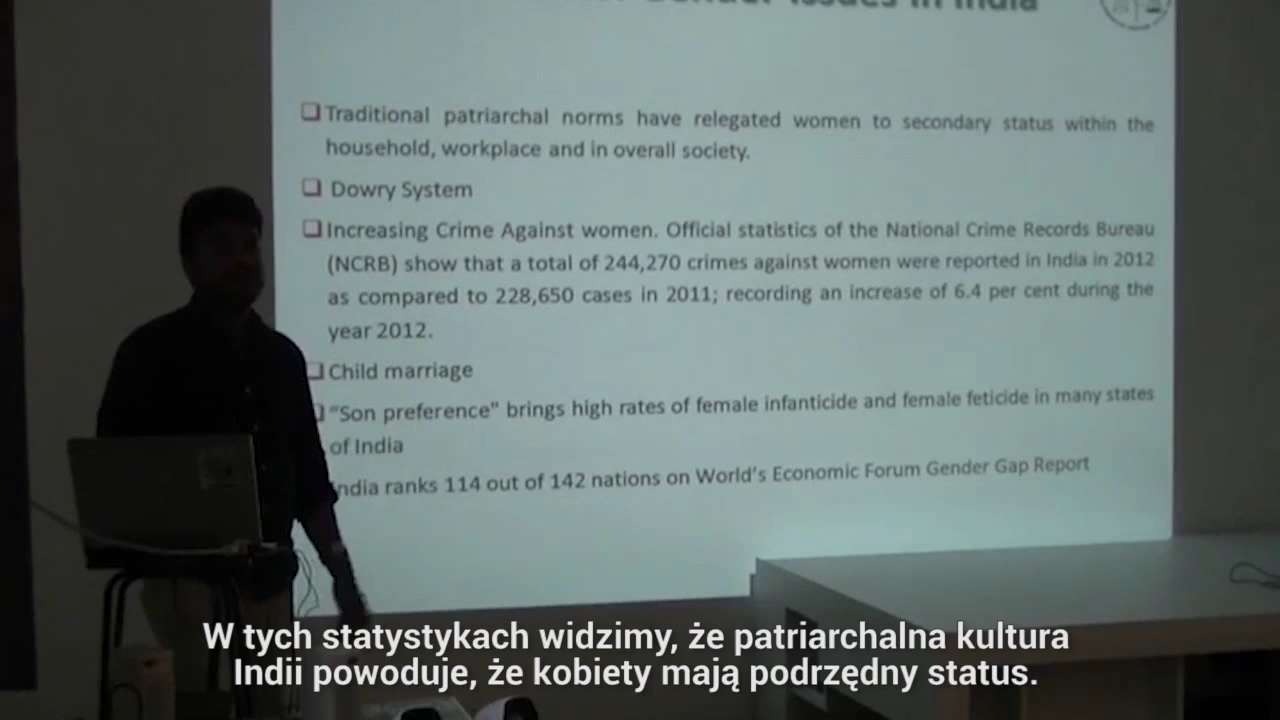 Gender Issues in India
❑ Traditional patriarchal norms have relegated women to secondary status within the
household, workplace and in overall society.
❑ Dowry System
❑ Increasing Crime Against women. Official statistics of the National Crime Records Bureau
(NCRB) show that a total of 244,270 crimes against women were reported in India in 2012
as compared to 228,650 cases in 2011; recording an increase of 6.4 per cent during the
year 2012.
❑ Child marriage
"Son preference" brings high rates of female infanticide and female feticide in many states
of India
India ranks 114 out of 142 nations on World's Economic Forum Gender Gap Report
W tych statystykach widzimy, że patriarchalna kultura
Indii powoduje, że kobiety mają podrzędny status.